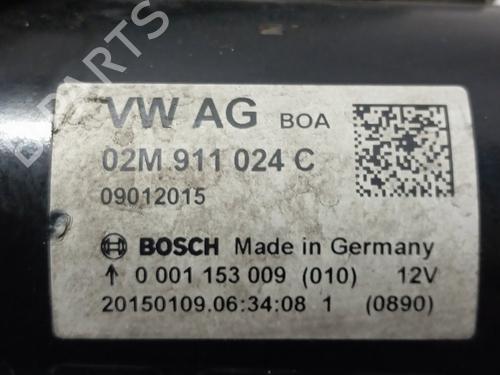 VW AG BOA
02M 911 024 C
09012015
BOSCH Made in Germany
↑ 0 001 153 009 (010) 12V
20150109.06:34:08 1 (0890)